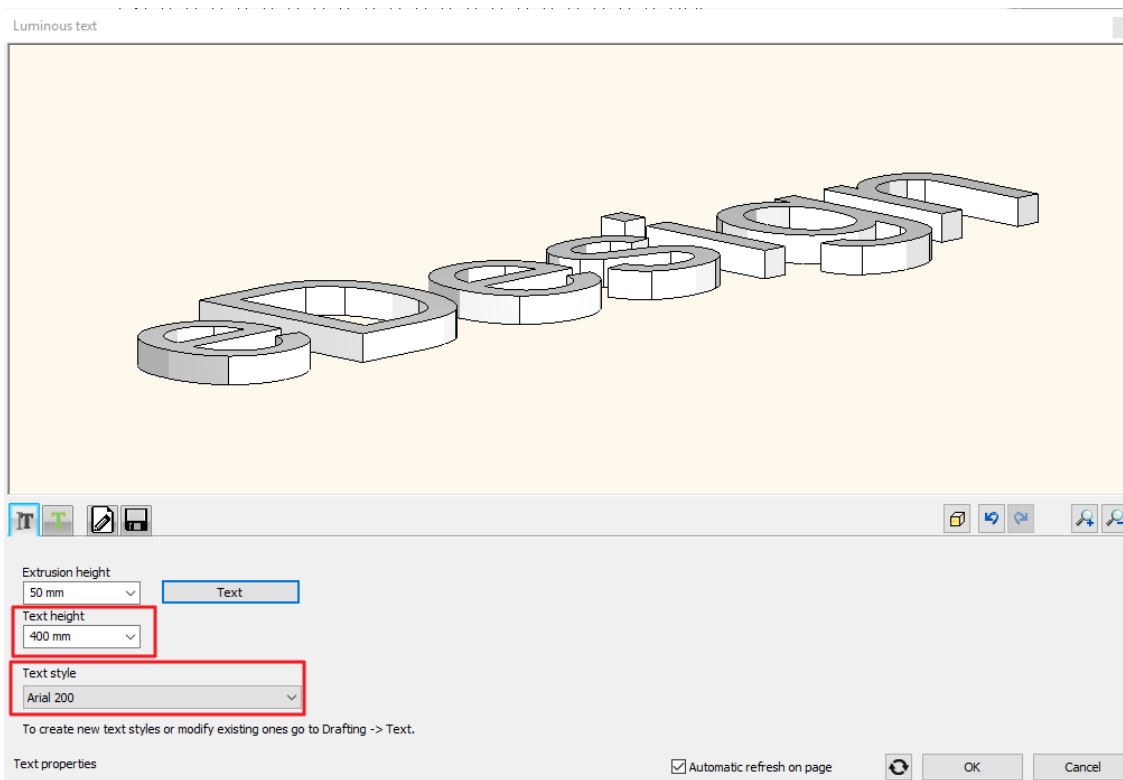 Luminous text
eDesign
Extrusion height
50 mm
Text
Text height
400 mm
Text style
Arial 200
To create new text styles or modify existing ones go to Drafting -> Text.
Text properties
Automatic refresh on page
OK
Cancel